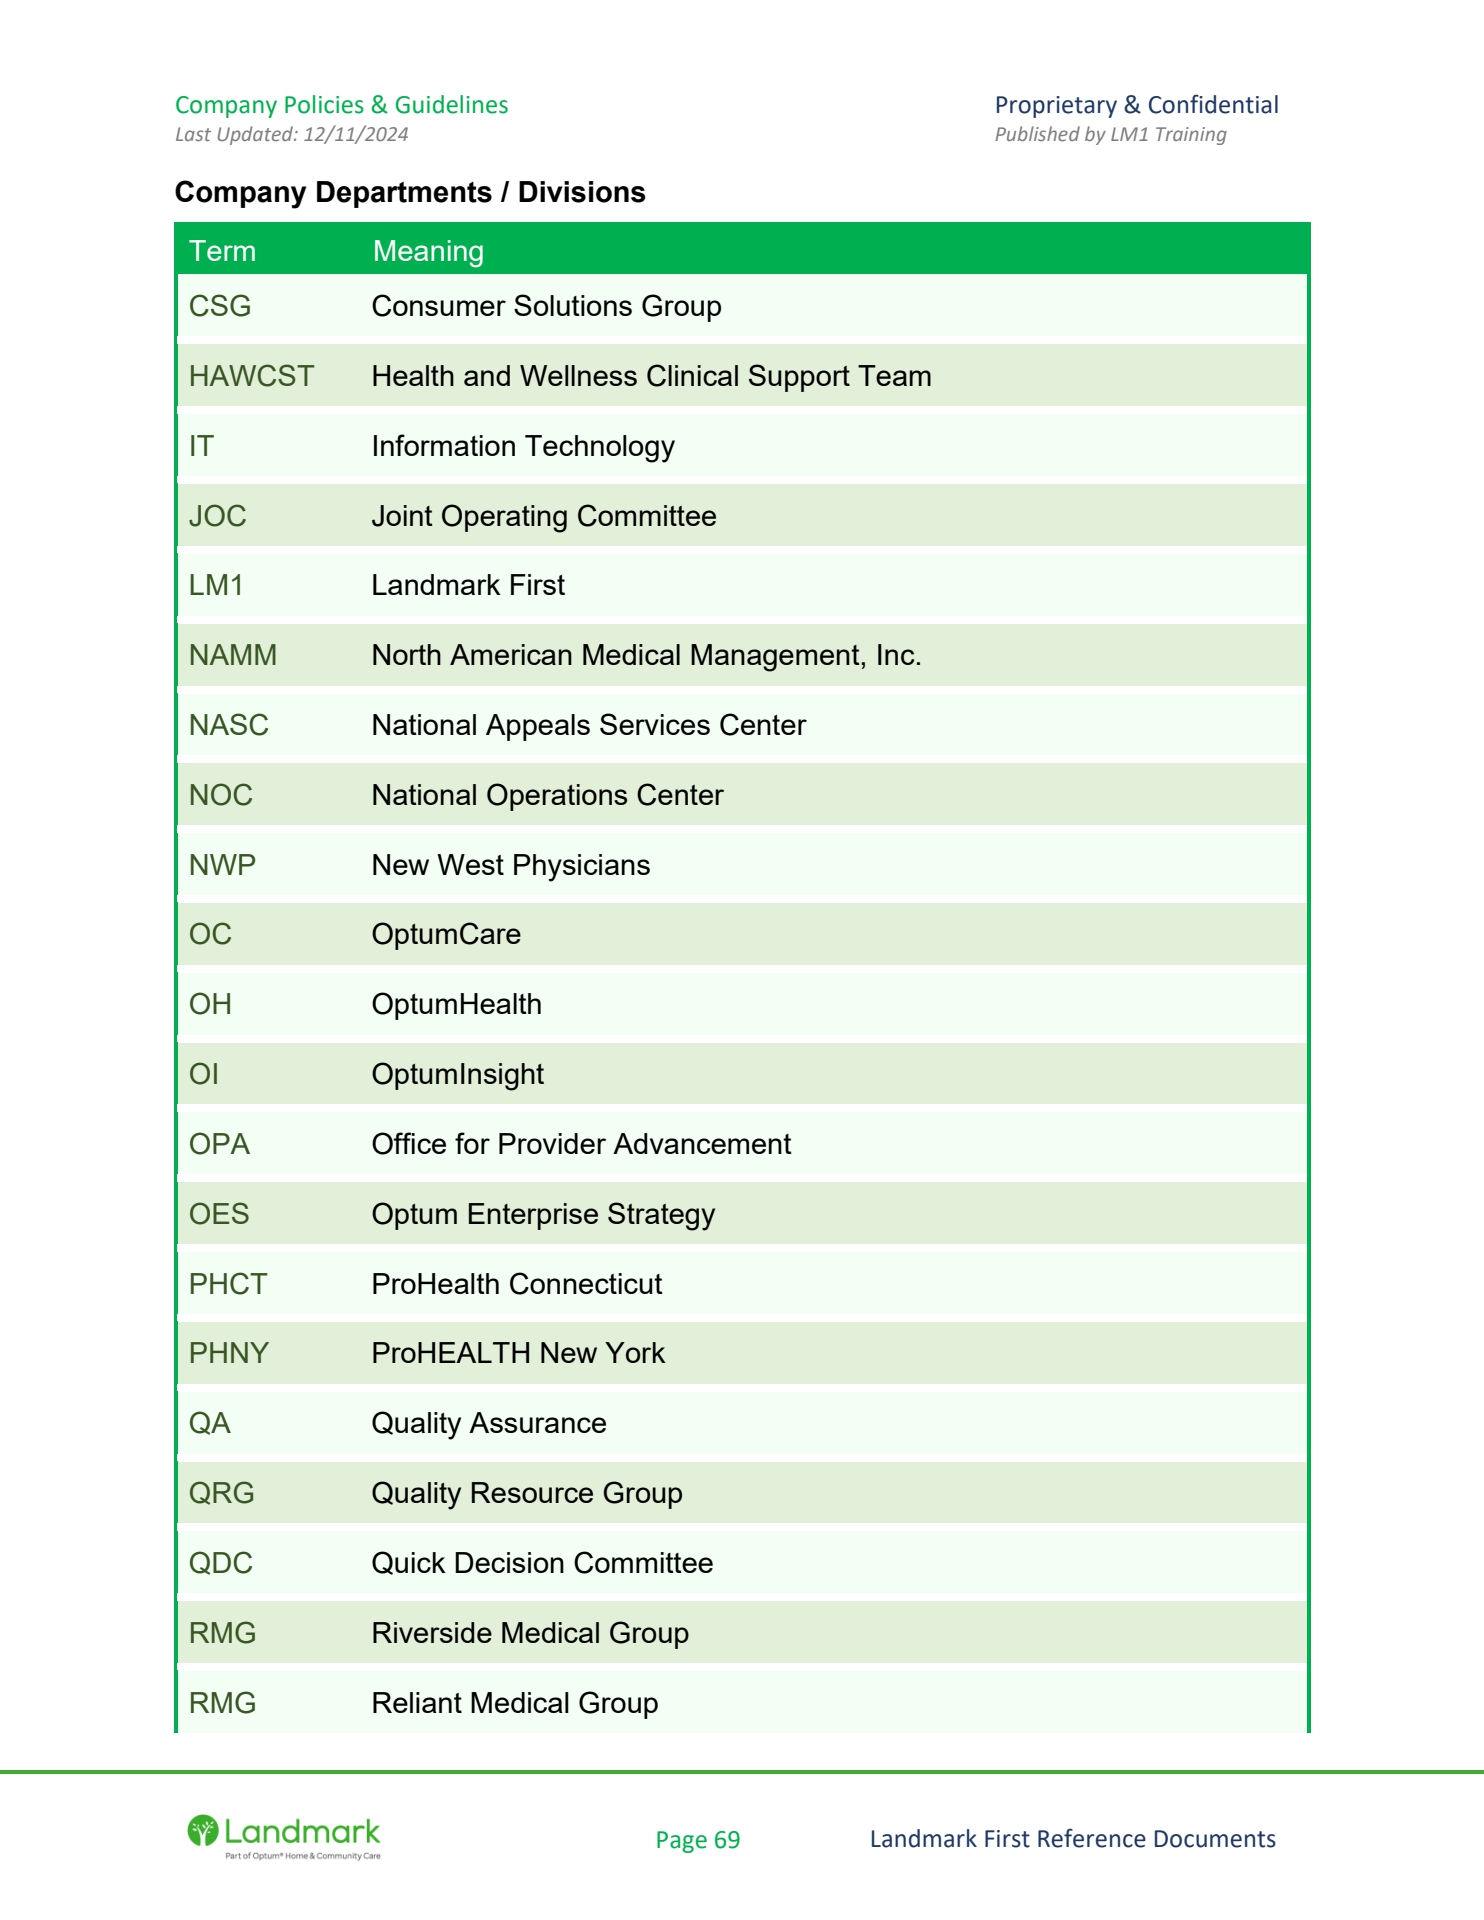 Company Policies & Guidelines Proprietary & Confidential
Last Updated: 12/11/2024 Published by LM1 Training
Company Departments / Divisions
Term Meaning
CSG Consumer Solutions Group
HAWCST Health and Wellness Clinical Support Team
IT Information Technology
JOC Joint Operating Committee
LM1 Landmark First
NAMM North American Medical Management, Inc.
NASC National Appeals Services Center
NOC National Operations Center
NWP New West Physicians
OC OptumCare
OH OptumHealth
OI OptumInsight
OPA Office for Provider Advancement
OES Optum Enterprise Strategy
PHCT ProHealth Connecticut
PHNY ProHEALTH New York
QA Quality Assurance
QRG Quality Resource Group
QDC Quick Decision Committee
RMG Riverside Medical Group
RMG Reliant Medical Group
Landmark
Part of Optum® Home & Community Care
Page 69 Landmark First Reference Documents